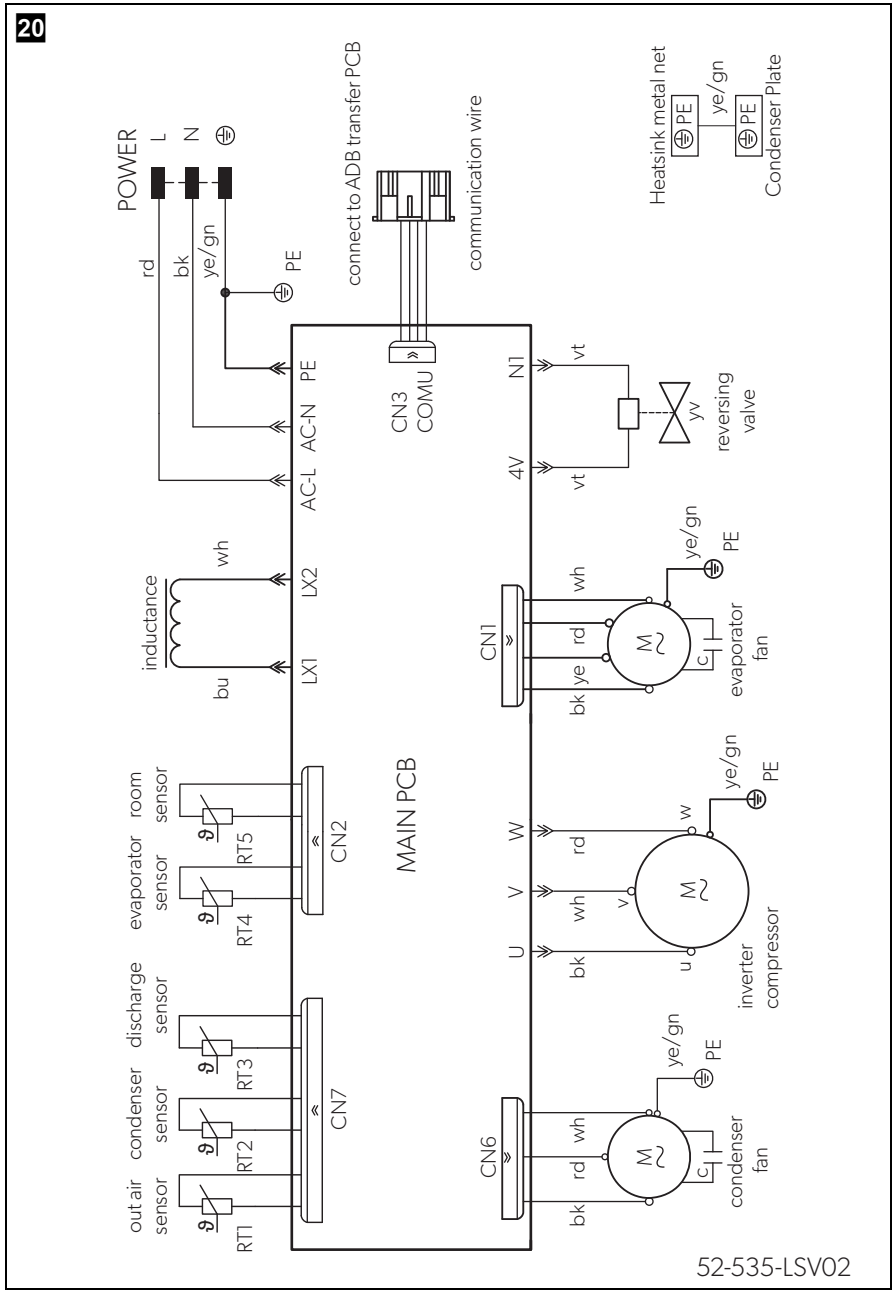 20
out air
sensor
RT1
ϑ
condenser
sensor
RT2
ϑ
discharge
sensor
RT3
ϑ
evaporator
sensor
RT4
ϑ
room
sensor
RT5
ϑ
inductance
bu
wh
POWER
L
N
rd
bk
ye/gn
PE
CN7
CN2
LX1
LX2
AC-L
AC-N
PE
MAIN PCB
CN3
COMU
connect to ADB transfer PCB
communication wire
CN6
U
V
W
CN1
4V
N1
bk
rd
wh
M
C
ye/gn
PE
condenser
fan
bk
wh
rd
u
v
w
M
ye/gn
PE
inverter
compressor
bk
ye
rd
wh
M
C
ye/gn
PE
evaporator
fan
vt
vt
yv
reversing
valve
Heatsink metal net
PE
ye/gn
PE
Condenser Plate
52-535-LSV02